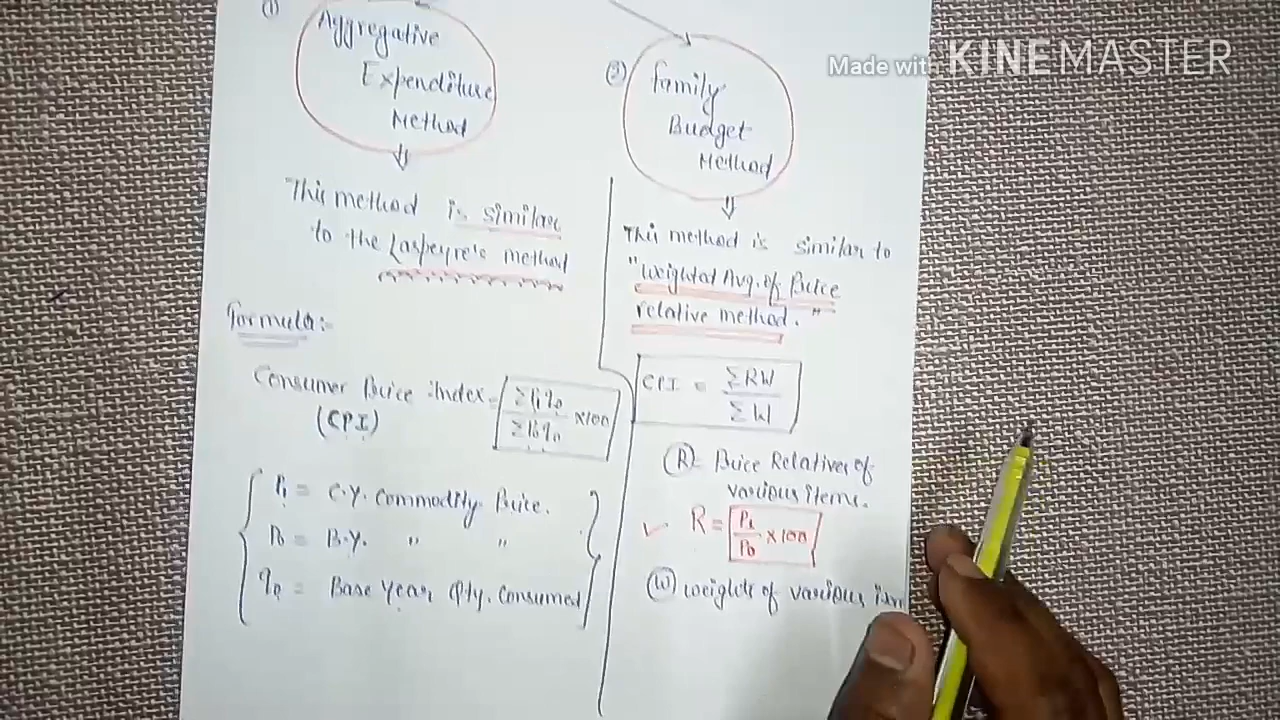 Made with KINEMASTER
(1) Aggregative
Expenditure
Method
This method is similar
to the Laspeyre's method
Formula:-
Consumer Price Index = ΣP₁q₀ / ΣP₀q₀ ×100
(CPI)
P₁ = C.Y. Commodity Price.
P₀ = B.Y. " "
q₀ = Base Year Qty. Consumed
(2) Family
Budget
Method
This method is similar to
"Weighted Avg. of Price
relative method."
CPI = ΣRW / ΣW
(R) = Price Relatives of
various items.
R = P₁ / P₀ ×100
(W) weights of various